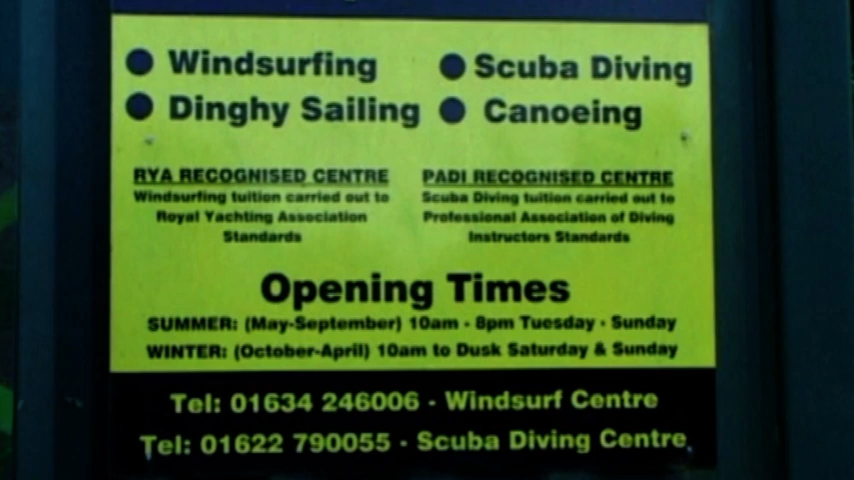 Windsurfing
Scuba Diving
Dinghy Sailing
Canoeing
RYA RECOGNISED CENTRE
Windsurfing tuition carried out to
Royal Yachting Association
Standards
PADI RECOGNISED CENTRE
Scuba Diving tuition carried out to
Professional Association of Diving
Instructors Standards
Opening Times
SUMMER: (May-September) 10am - 8pm Tuesday - Sunday
WINTER: (October-April) 10am to Dusk Saturday & Sunday
Tel: 01634 246006 - Windsurf Centre
Tel: 01622 790055 - Scuba Diving Centre